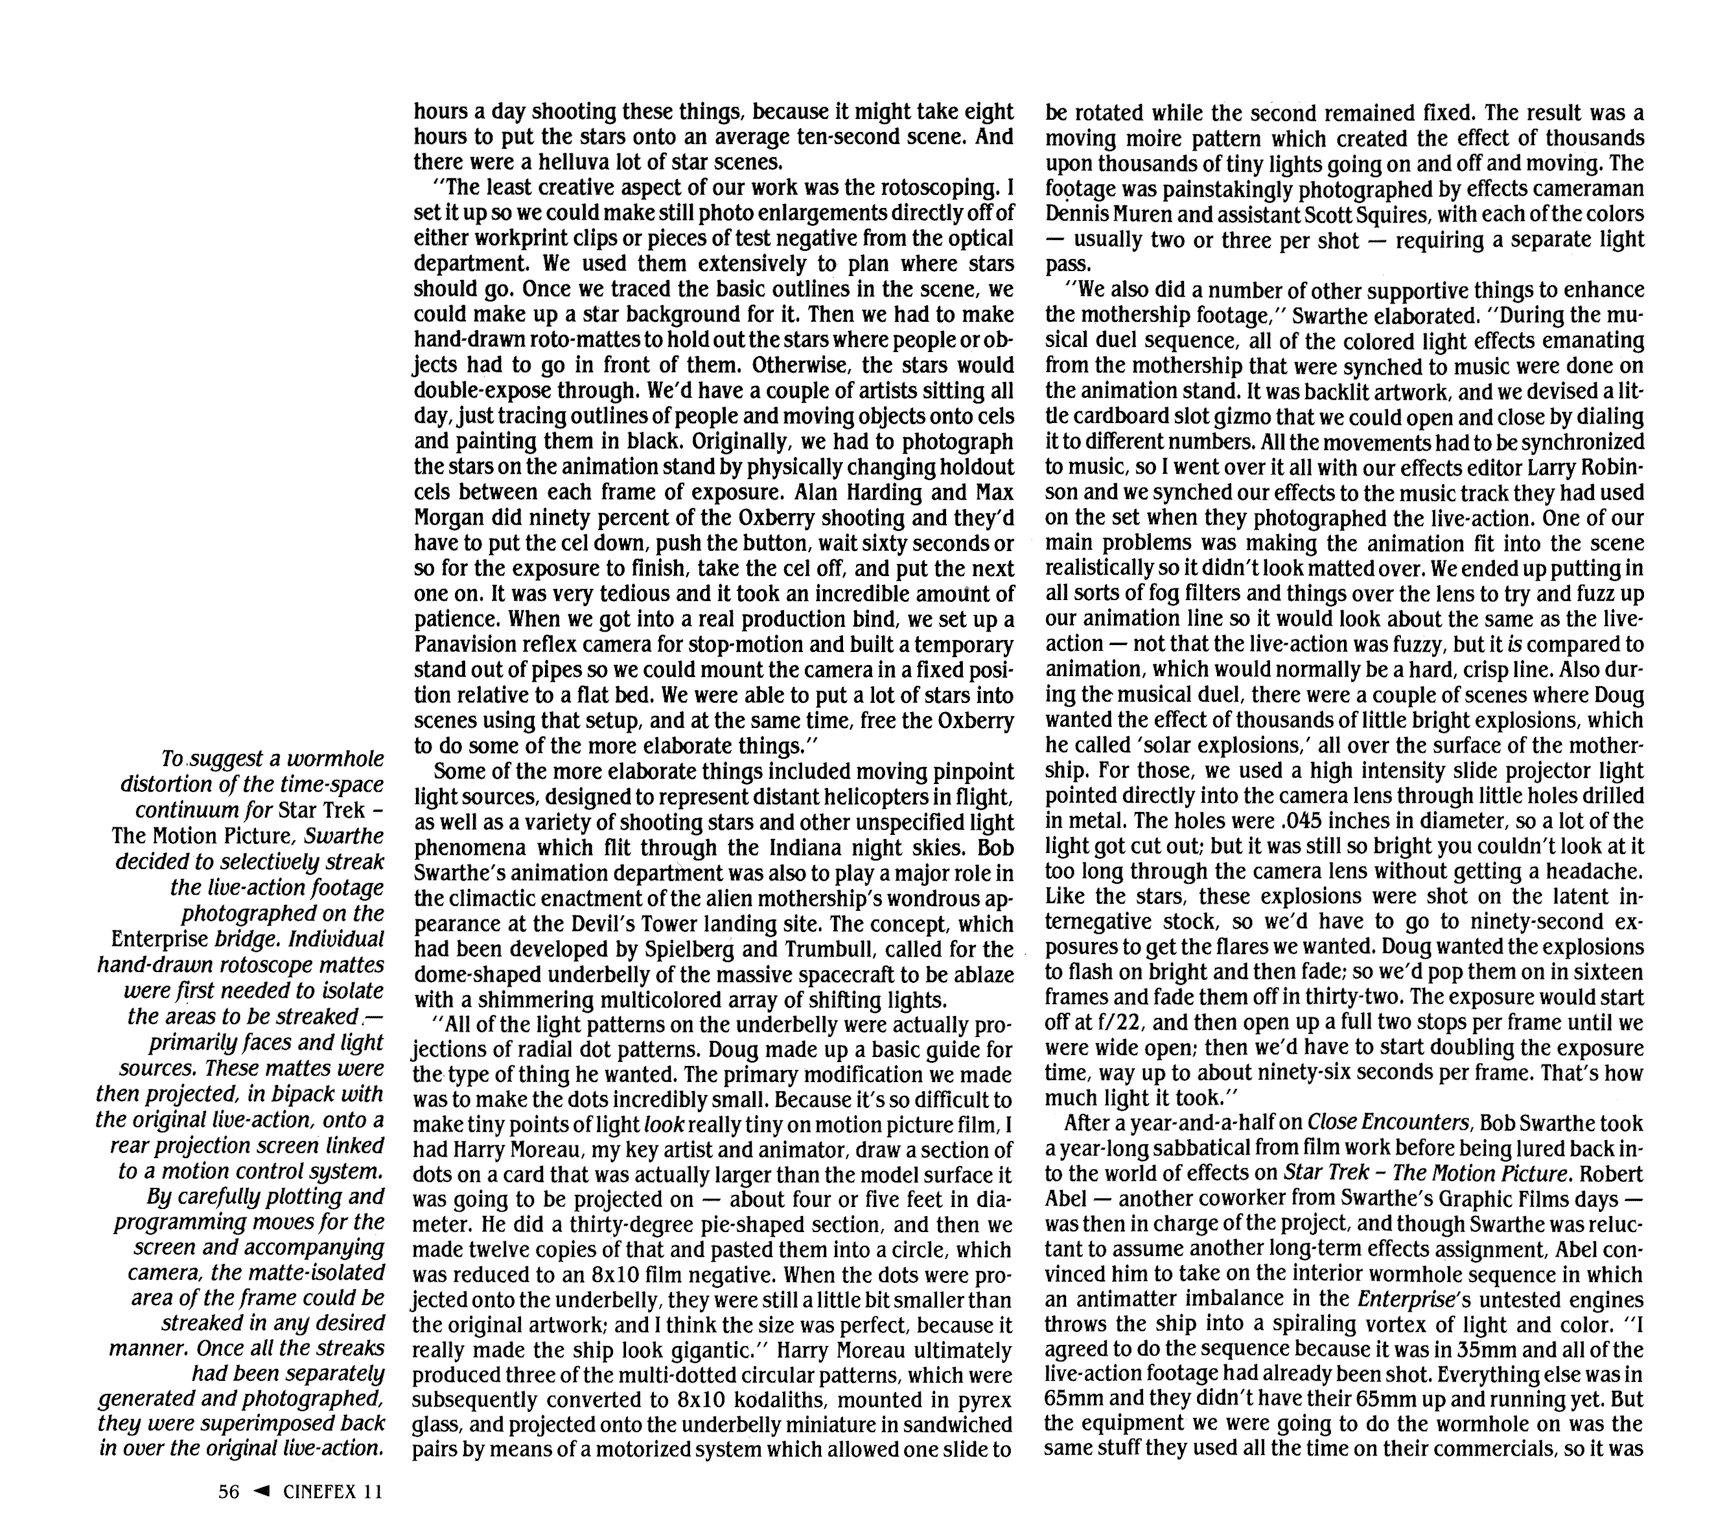 hours a day shooting these things, because it might take eight
hours to put the stars onto an average ten-second scene. And
there were a helluva lot of star scenes.
"The least creative aspect of our work was the rotoscoping. I
set it up so we could make still photo enlargements directly off of
either workprint clips or pieces of test negative from the optical
department. We used them extensively to plan where stars
should go. Once we traced the basic outlines in the scene, we
could make up a star background for it. Then we had to make
hand-drawn roto-mattes to hold out the stars where people or ob-
jects had to go in front of them. Otherwise, the stars would
double-expose through. We'd have a couple of artists sitting all
day, just tracing outlines of people and moving objects onto cels
and painting them in black. Originally, we had to photograph
the stars on the animation stand by physically changing holdout
cels between each frame of exposure. Alan Harding and Max
Morgan did ninety percent of the Oxberry shooting and they'd
have to put the cel down, push the button, wait sixty seconds or
so for the exposure to finish, take the cel off, and put the next
one on. It was very tedious and it took an incredible amount of
patience. When we got into a real production bind, we set up a
Panavision reflex camera for stop-motion and built a temporary
stand out of pipes so we could mount the camera in a fixed posi-
tion relative to a flat bed. We were able to put a lot of stars into
scenes using that setup, and at the same time, free the Oxberry
to do some of the more elaborate things."
Some of the more elaborate things included moving pinpoint
light sources, designed to represent distant helicopters in flight,
as well as a variety of shooting stars and other unspecified light
phenomena which flit through the Indiana night skies. Bob
Swarthe's animation department was also to play a major role in
the climactic enactment of the alien mothership's wondrous ap-
pearance at the Devil's Tower landing site. The concept, which
had been developed by Spielberg and Trumbull, called for the
dome-shaped underbelly of the massive spacecraft to be ablaze
with a shimmering multicolored array of shifting lights.
"All of the light patterns on the underbelly were actually pro-
jections of radial dot patterns. Doug made up a basic guide for
the type of thing he wanted. The primary modification we made
was to make the dots incredibly small. Because it's so difficult to
make tiny points of light look really tiny on motion picture film, I
had Harry Moreau, my key artist and animator, draw a section of
dots on a card that was actually larger than the model surface it
was going to be projected on — about four or five feet in dia-
meter. He did a thirty-degree pie-shaped section, and then we
made twelve copies of that and pasted them into a circle, which
was reduced to an 8x10 film negative. When the dots were pro-
jected onto the underbelly, they were still a little bit smaller than
the original artwork; and I think the size was perfect, because it
really made the ship look gigantic." Harry Moreau ultimately
produced three of the multi-dotted circular patterns, which were
subsequently converted to 8x10 kodaliths, mounted in pyrex
glass, and projected onto the underbelly miniature in sandwiched
pairs by means of a motorized system which allowed one slide to
be rotated while the second remained fixed. The result was a
moving moire pattern which created the effect of thousands
upon thousands of tiny lights going on and off and moving. The
footage was painstakingly photographed by effects cameraman
Dennis Muren and assistant Scott Squires, with each of the colors
— usually two or three per shot — requiring a separate light
pass.
"We also did a number of other supportive things to enhance
the mothership footage," Swarthe elaborated. "During the mu-
sical duel sequence, all of the colored light effects emanating
from the mothership that were synched to music were done on
the animation stand. It was backlit artwork, and we devised a lit-
tle cardboard slot gizmo that we could open and close by dialing
it to different numbers. All the movements had to be synchronized
to music, so I went over it all with our effects editor Larry Robin-
son and we synched our effects to the music track they had used
on the set when they photographed the live-action. One of our
main problems was making the animation fit into the scene
realistically so it didn't look matted over. We ended up putting in
all sorts of fog filters and things over the lens to try and fuzz up
our animation line so it would look about the same as the live-
action — not that the live-action was fuzzy, but it is compared to
animation, which would normally be a hard, crisp line. Also dur-
ing the musical duel, there were a couple of scenes where Doug
wanted the effect of thousands of little bright explosions, which
he called 'solar explosions,' all over the surface of the mother-
ship. For those, we used a high intensity slide projector light
pointed directly into the camera lens through little holes drilled
in metal. The holes were .045 inches in diameter, so a lot of the
light got cut out; but it was still so bright you couldn't look at it
too long through the camera lens without getting a headache.
Like the stars, these explosions were shot on the latent in-
ternegative stock, so we'd have to go to ninety-second ex-
posures to get the flares we wanted. Doug wanted the explosions
to flash on bright and then fade; so we'd pop them on in sixteen
frames and fade them off in thirty-two. The exposure would start
off at f/22, and then open up a full two stops per frame until we
were wide open; then we'd have to start doubling the exposure
time, way up to about ninety-six seconds per frame. That's how
much light it took."
After a year-and-a-half on Close Encounters, Bob Swarthe took
a year-long sabbatical from film work before being lured back in-
to the world of effects on Star Trek – The Motion Picture. Robert
Abel — another coworker from Swarthe's Graphic Films days —
was then in charge of the project, and though Swarthe was reluc-
tant to assume another long-term effects assignment, Abel con-
vinced him to take on the interior wormhole sequence in which
an antimatter imbalance in the Enterprise's untested engines
throws the ship into a spiraling vortex of light and color. "I
agreed to do the sequence because it was in 35mm and all of the
live-action footage had already been shot. Everything else was in
65mm and they didn't have their 65mm up and running yet. But
the equipment we were going to do the wormhole on was the
same stuff they used all the time on their commercials, so it was
To suggest a wormhole
distortion of the time-space
continuum for Star Trek –
The Motion Picture, Swarthe
decided to selectively streak
the live-action footage
photographed on the
Enterprise bridge. Individual
hand-drawn rotoscope mattes
were first needed to isolate
the areas to be streaked —
primarily faces and light
sources. These mattes were
then projected, in bipack with
the original live-action, onto a
rear projection screen linked
to a motion control system.
By carefully plotting and
programming moves for the
screen and accompanying
camera, the matte-isolated
area of the frame could be
streaked in any desired
manner. Once all the streaks
had been separately
generated and photographed,
they were superimposed back
in over the original live-action.
56 ◄ CINEFEX 11